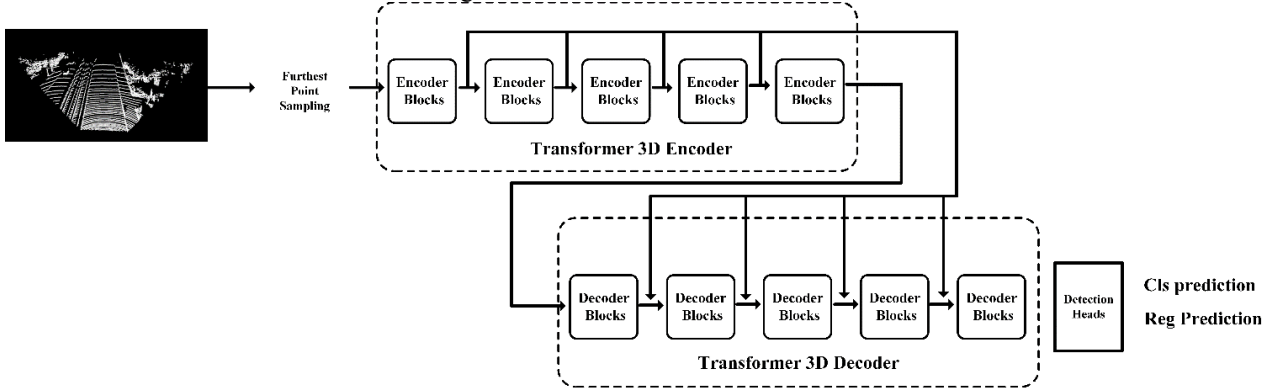 Furthest
Point
Sampling
Encoder
Blocks
Encoder
Blocks
Encoder
Blocks
Encoder
Blocks
Encoder
Blocks
Transformer 3D Encoder
Decoder
Blocks
Decoder
Blocks
Decoder
Blocks
Decoder
Blocks
Decoder
Blocks
Transformer 3D Decoder
Detection
Heads
Cls prediction
Reg Prediction